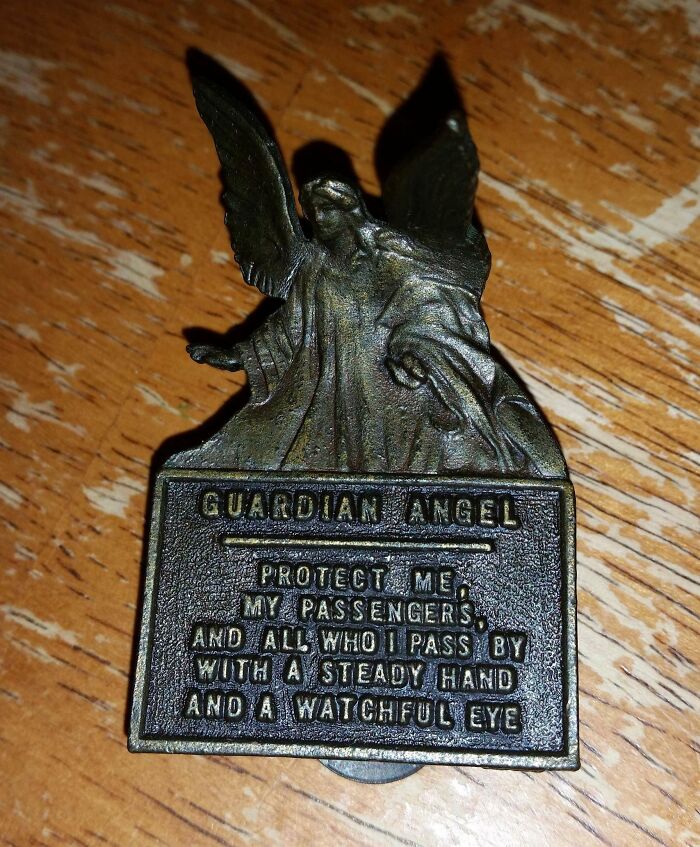 GUARDIAN ANGEL
PROTECT ME,
MY PASSENGERS,
AND ALL WHO I PASS BY
WITH A STEADY HAND
AND A WATCHFUL EYE